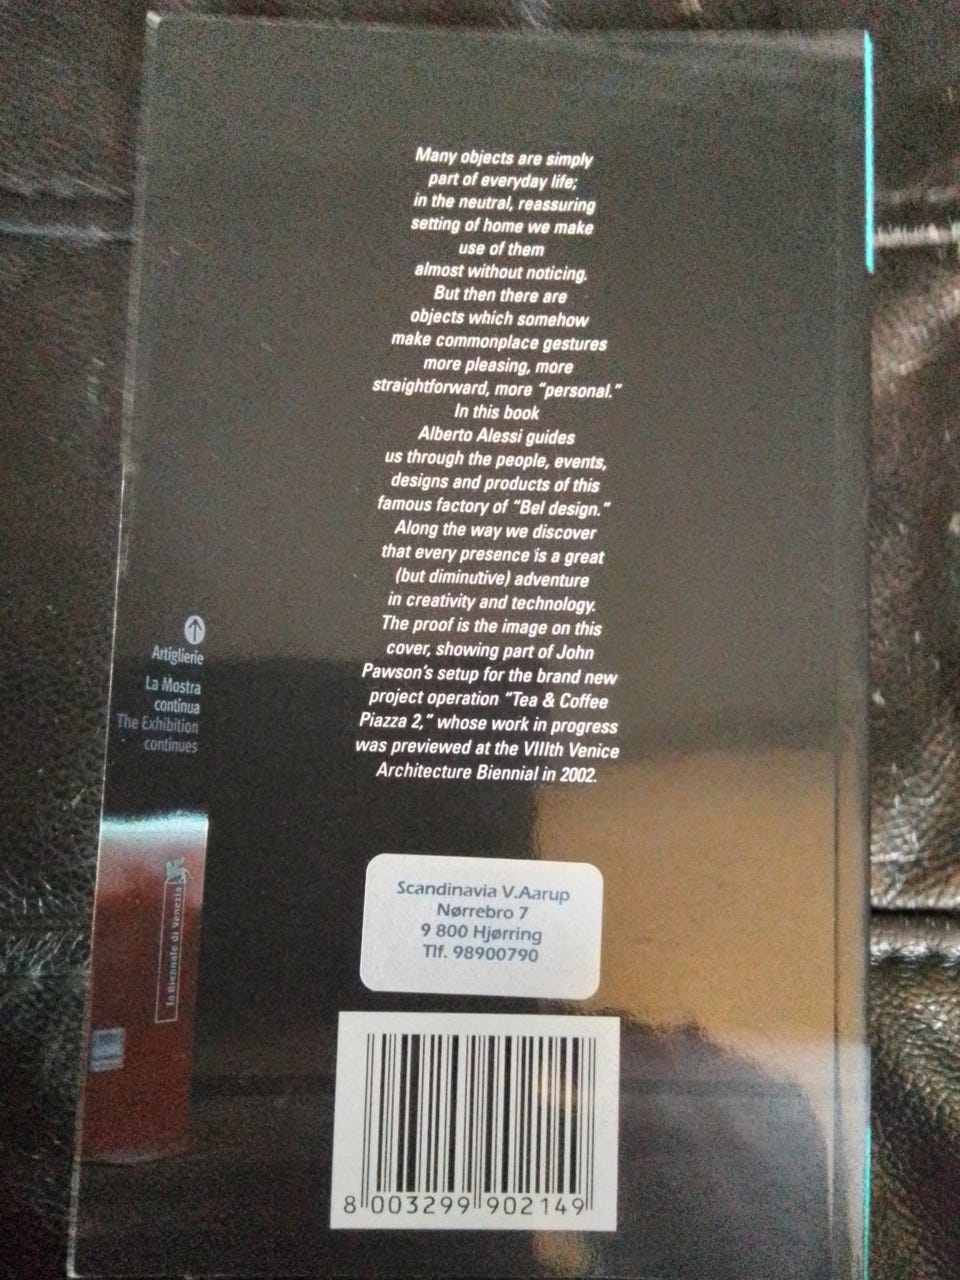 Many objects are simply
part of everyday life;
in the neutral, reassuring
setting of home we make
use of them
almost without noticing.
But then there are
objects which somehow
make commonplace gestures
more pleasing, more
straightforward, more “personal.”
In this book
Alberto Alessi guides
us through the people, events,
designs and products of this
famous factory of “Bel design.”
Along the way we discover
that every presence is a great
(but diminutive) adventure
in creativity and technology.
The proof is the image on this
cover, showing part of John
Pawson's setup for the brand new
project operation “Tea & Coffee
Piazza 2,” whose work in progress
was previewed at the VIIIth Venice
Architecture Biennial in 2002.
Artiglierie
La Mostra
continua
The Exhibition
continues
la Biennale di Venezia
Scandinavia V.Aarup
Nørrebro 7
9 800 Hjørring
Tlf. 98900790
8 003299 902149